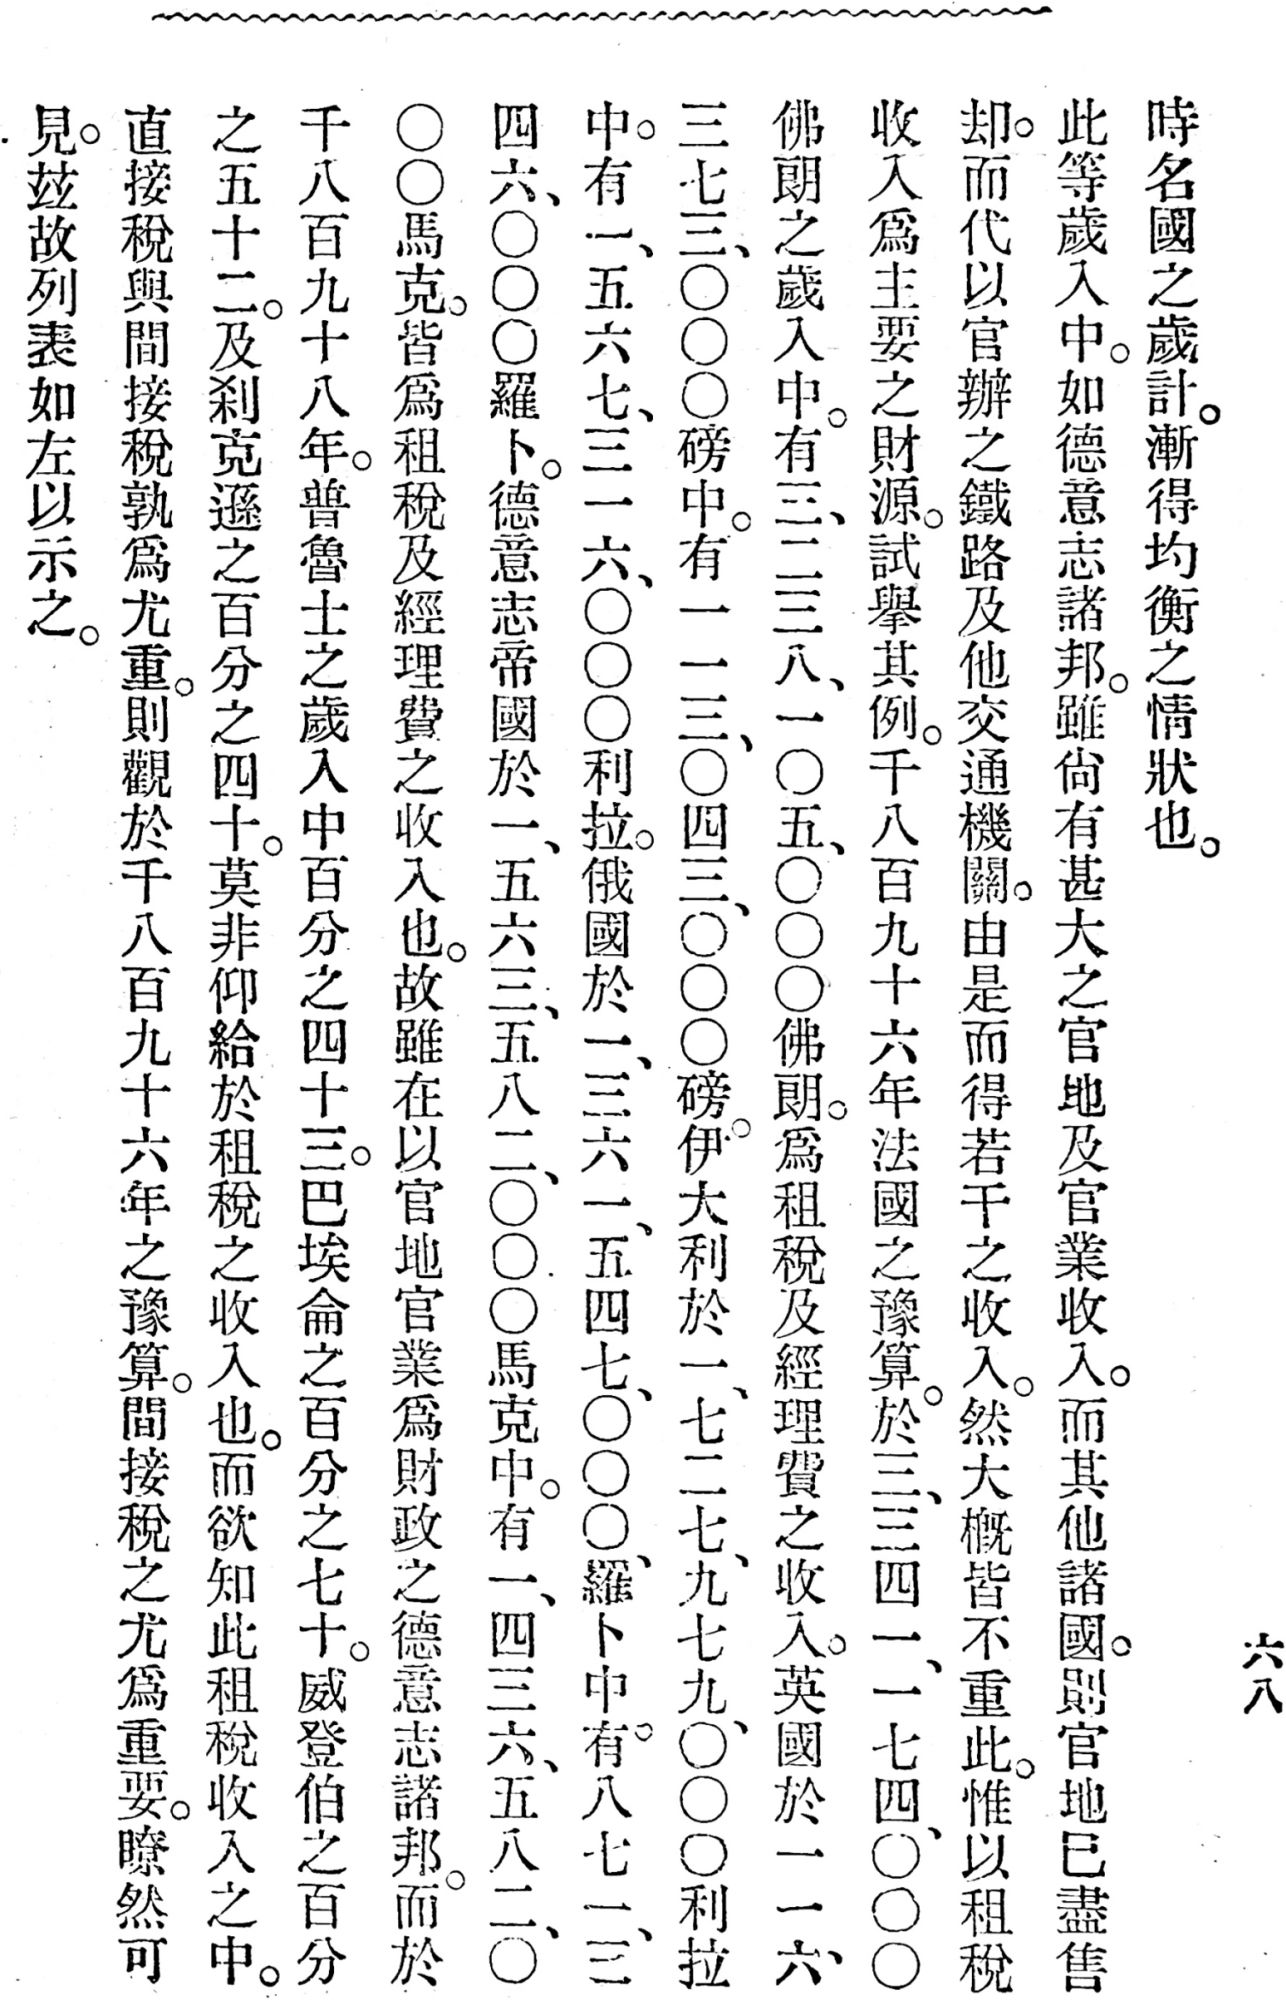 時名國之歲計。漸得均衡之情狀也。
此等歲入中。如德意志諸邦。雖尙有甚大之官地及官業收入。而其他諸國。則官地已盡售
却。而代以官辦之鐵路及他交通機關。由是而得若干之收入。然大槪皆不重此。惟以租稅
收入爲主要之財源。試擧其例。千八百九十六年法國之豫算。於三、三四一、一七四、〇〇〇
佛朗之歲入中。有三、二三八、一〇五、〇〇〇佛朗。爲租稅及經理費之收入。英國於一一六、
三七三、〇〇〇磅中。有一一三、〇四三、〇〇〇磅。伊大利於一、七二七、九七九、〇〇〇利拉
中。有一、五六七、三一六、〇〇〇利拉。俄國於一、三六一、五四七、〇〇〇、羅卜中。有八七一、三
四六、〇〇〇羅卜。德意志帝國於一、五六三、五八二、〇〇〇馬克中。有一、四三六、五八二、〇
〇〇馬克。皆爲租稅及經理費之收入也。故雖在以官地官業爲財政之德意志諸邦。而於
千八百九十八年。普魯士之歲入中百分之四十三。巴埃侖之百分之七十。威登伯之百分
之五十二。及剎克遜之百分之四十。莫非仰給於租稅之收入也。而欲知此租稅收入之中。
直接稅與間接稅孰爲尤重。則觀於千八百九十六年之豫算。間接稅之尤爲重要。瞭然可
見。玆故列表如左以示之。
六八